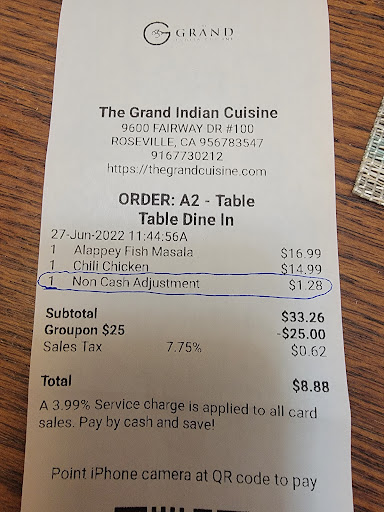 GRAND
The Grand Indian Cuisine
9600 FAIRWAY DR #100
ROSEVILLE, CA 956783547
9167730212
https://thegrandcuisine.com
ORDER: A2 - Table
Table Dine In
27-Jun-2022 11:44:56A
1 Alappey Fish Masala $16.99
1 Chili Chicken $14.99
1 Non Cash Adjustment $1.28
Subtotal $33.26
Groupon $25 -$25.00
Sales Tax 7.75% $0.62
Total $8.88
A 3.99% Service charge is applied to all card
sales. Pay by cash and save!
Point iPhone camera at QR code to pay